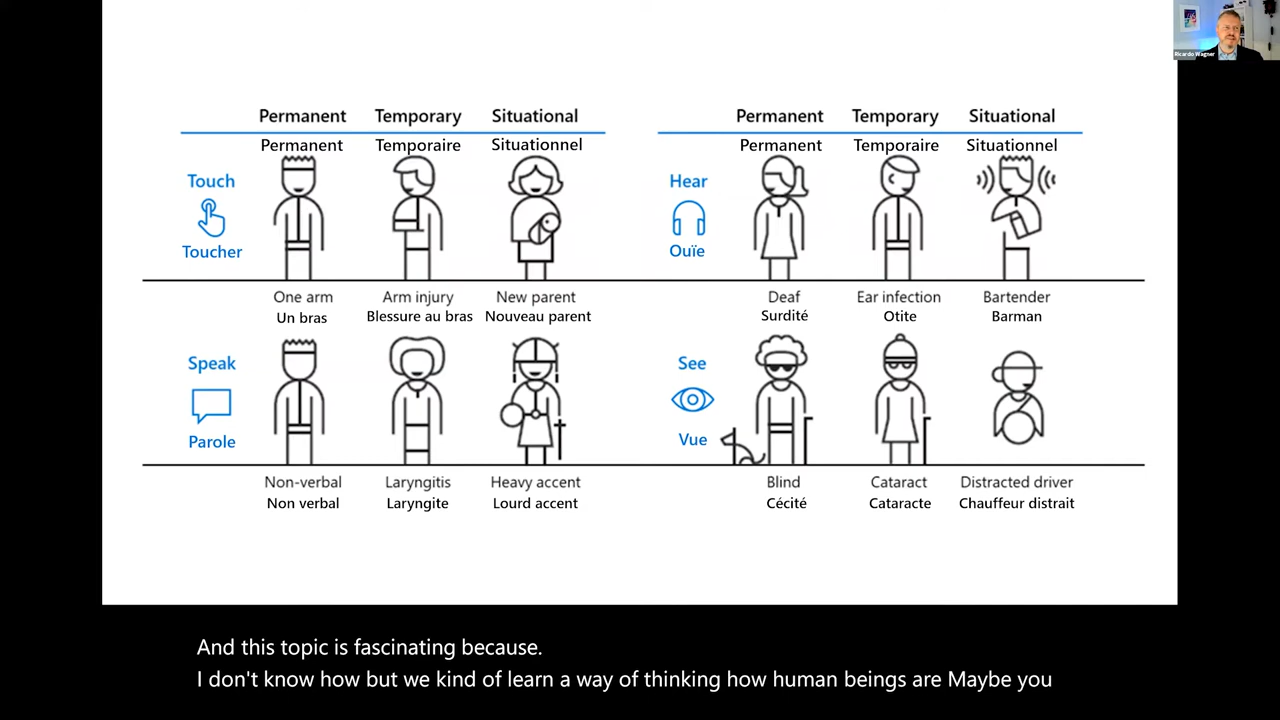 Ricardo Wagner
Permanent Temporary Situational
Permanent Temporaire Situationnel
Touch
Toucher
One arm Arm injury New parent
Un bras Blessure au bras Nouveau parent
Speak
Parole
Non-verbal Laryngitis Heavy accent
Non verbal Laryngite Lourd accent
Permanent Temporary Situational
Permanent Temporaire Situationnel
Hear
Ouïe
Deaf Ear infection Bartender
Surdité Otite Barman
See
Vue
Blind Cataract Distracted driver
Cécité Cataracte Chauffeur distrait
And this topic is fascinating because.
I don't know how but we kind of learn a way of thinking how human beings are Maybe you